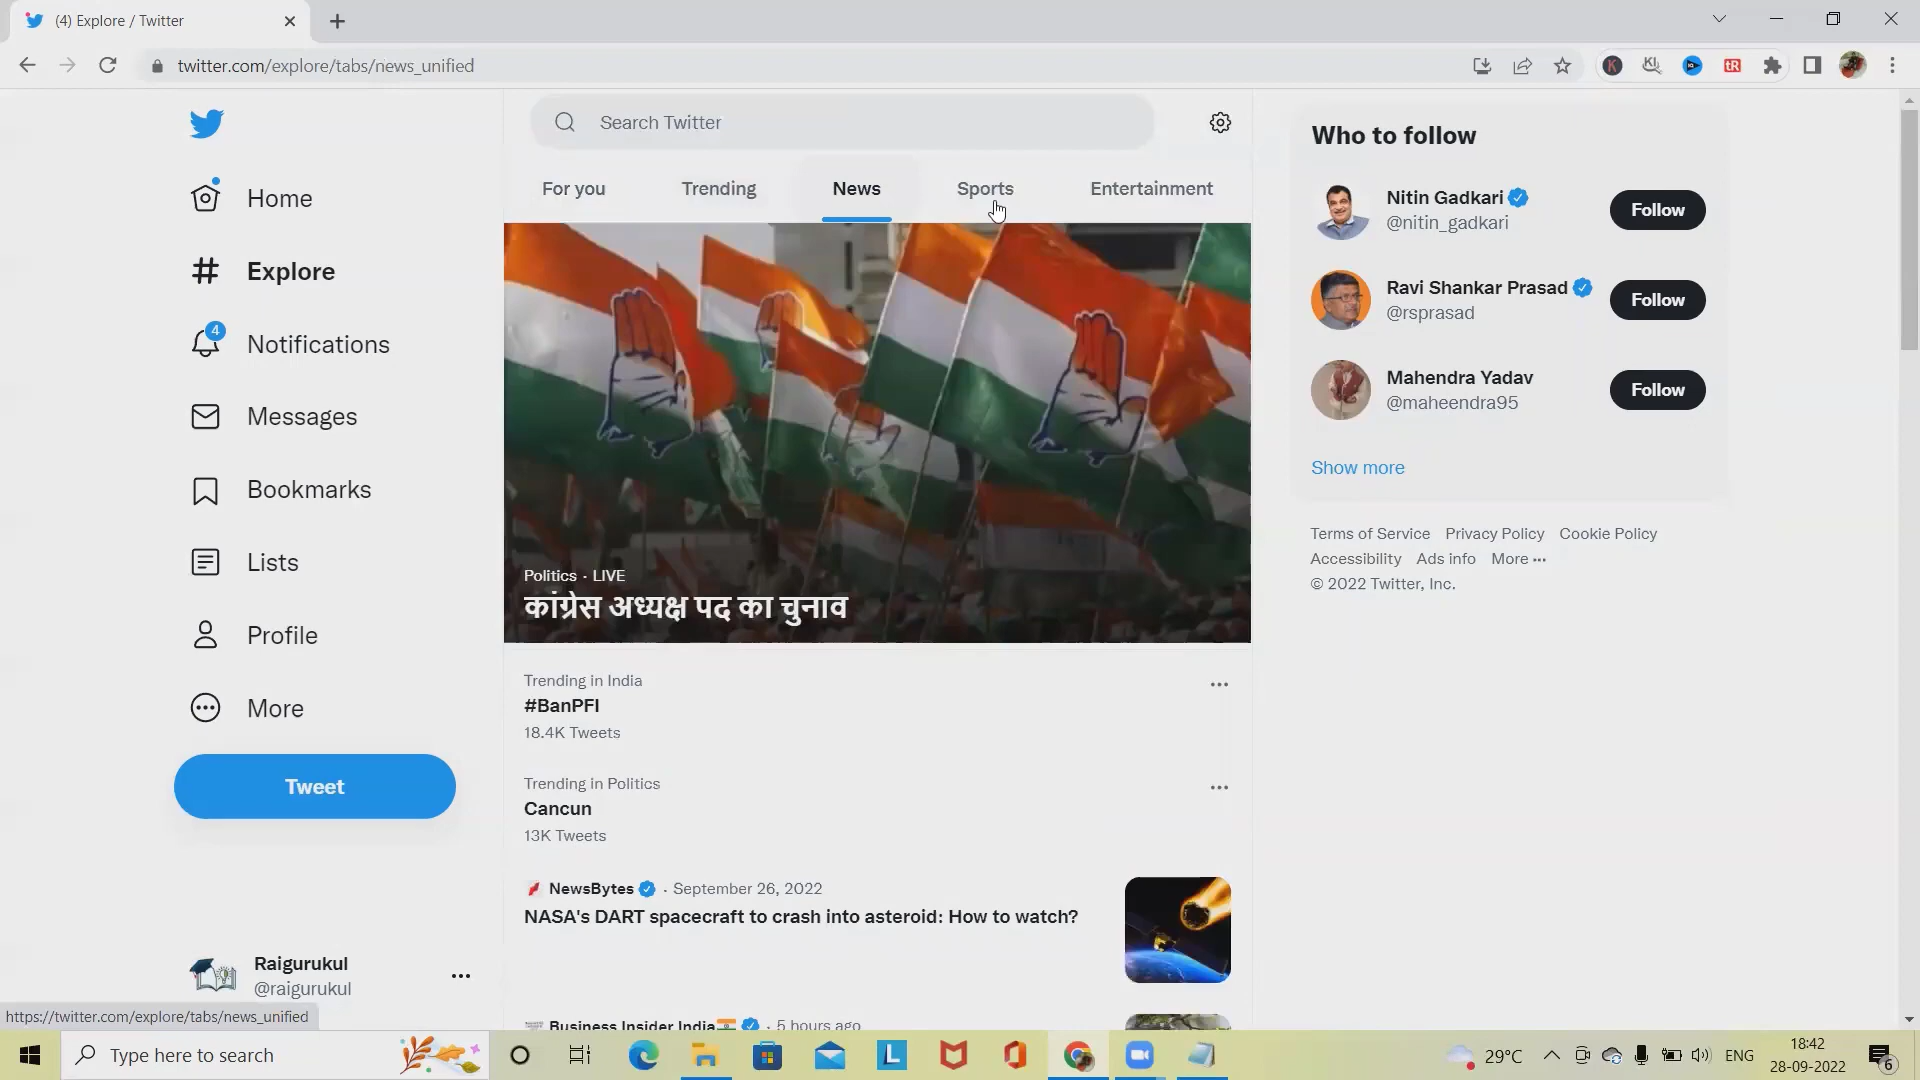 (4) Explore / Twitter
twitter.com/explore/tabs/news_unified
Search Twitter
For you
Trending
News
Sports
Entertainment
Home
Explore
4
Notifications
Messages
Bookmarks
Lists
Profile
More
Tweet
Raigurukul
@raigurukul
Politics · LIVE
कांग्रेस अध्यक्ष पद का चुनाव
Trending in India
#BanPFI
18.4K Tweets
Trending in Politics
Cancun
13K Tweets
NewsBytes · September 26, 2022
NASA's DART spacecraft to crash into asteroid: How to watch?
Business Insider India · 5 hours ago
Who to follow
Nitin Gadkari
@nitin_gadkari
Follow
Ravi Shankar Prasad
@rsprasad
Follow
Mahendra Yadav
@maheendra95
Follow
Show more
Terms of Service Privacy Policy Cookie Policy
Accessibility Ads info More ···
© 2022 Twitter, Inc.
https://twitter.com/explore/tabs/news_unified
Type here to search
29°C
ENG
18:42
28-09-2022
6